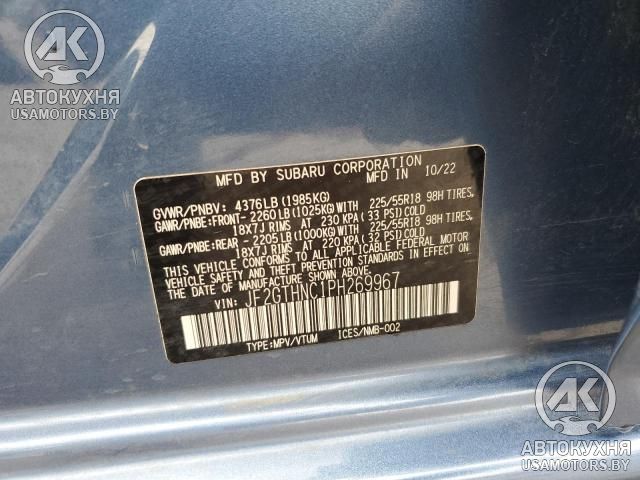 АВТОКУХНЯ
USAMOTORS.BY
MFD BY SUBARU CORPORATION
MFD IN 10/22
GVWR/PNBV: 4376LB(1985KG)
GAWR/PNBE:FRONT- 2260LB(1025KG)WITH 225/55R18 98H TIRES,
18X7J RIMS AT 230 KPA(33 PSI)COLD
GAWR/PNBE:REAR - 2205LB(1000KG)WITH 225/55R18 98H TIRES,
18X7J RIMS AT 220 KPA(32 PSI)COLD
THIS VEHICLE CONFORMS TO ALL APPLICABLE FEDERAL MOTOR
VEHICLE SAFETY AND THEFT PREVENTION STANDARDS IN EFFECT
ON THE DATE OF MANUFACTURE SHOWN ABOVE.
VIN: JF2GTHNC1PH269967
TYPE:MPV/VTUM ICES/NMB-002
АК
АВТОКУХНЯ
USAMOTORS.BY